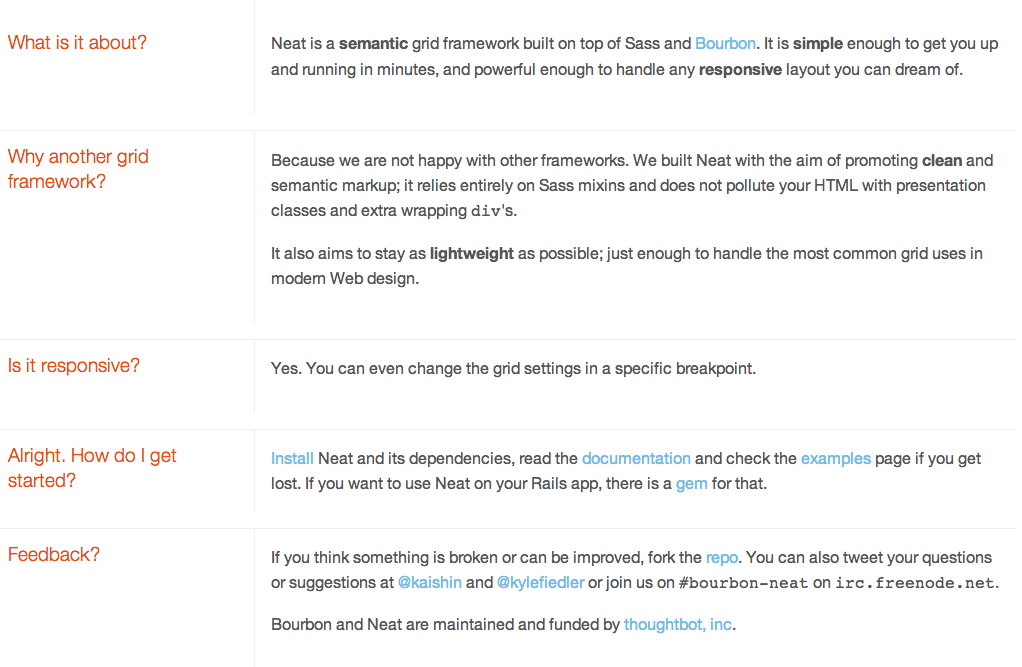 What is it about?
Neat is a semantic grid framework built on top of Sass and Bourbon. It is simple enough to get you up
and running in minutes, and powerful enough to handle any responsive layout you can dream of.
Why another grid
framework?
Because we are not happy with other frameworks. We built Neat with the aim of promoting clean and
semantic markup; it relies entirely on Sass mixins and does not pollute your HTML with presentation
classes and extra wrapping div's.
It also aims to stay as lightweight as possible; just enough to handle the most common grid uses in
modern Web design.
Is it responsive?
Yes. You can even change the grid settings in a specific breakpoint.
Alright. How do I get
started?
Install Neat and its dependencies, read the documentation and check the examples page if you get
lost. If you want to use Neat on your Rails app, there is a gem for that.
Feedback?
If you think something is broken or can be improved, fork the repo. You can also tweet your questions
or suggestions at @kaishin and @kylefiedler or join us on #bourbon-neat on irc.freenode.net.
Bourbon and Neat are maintained and funded by thoughtbot, inc.